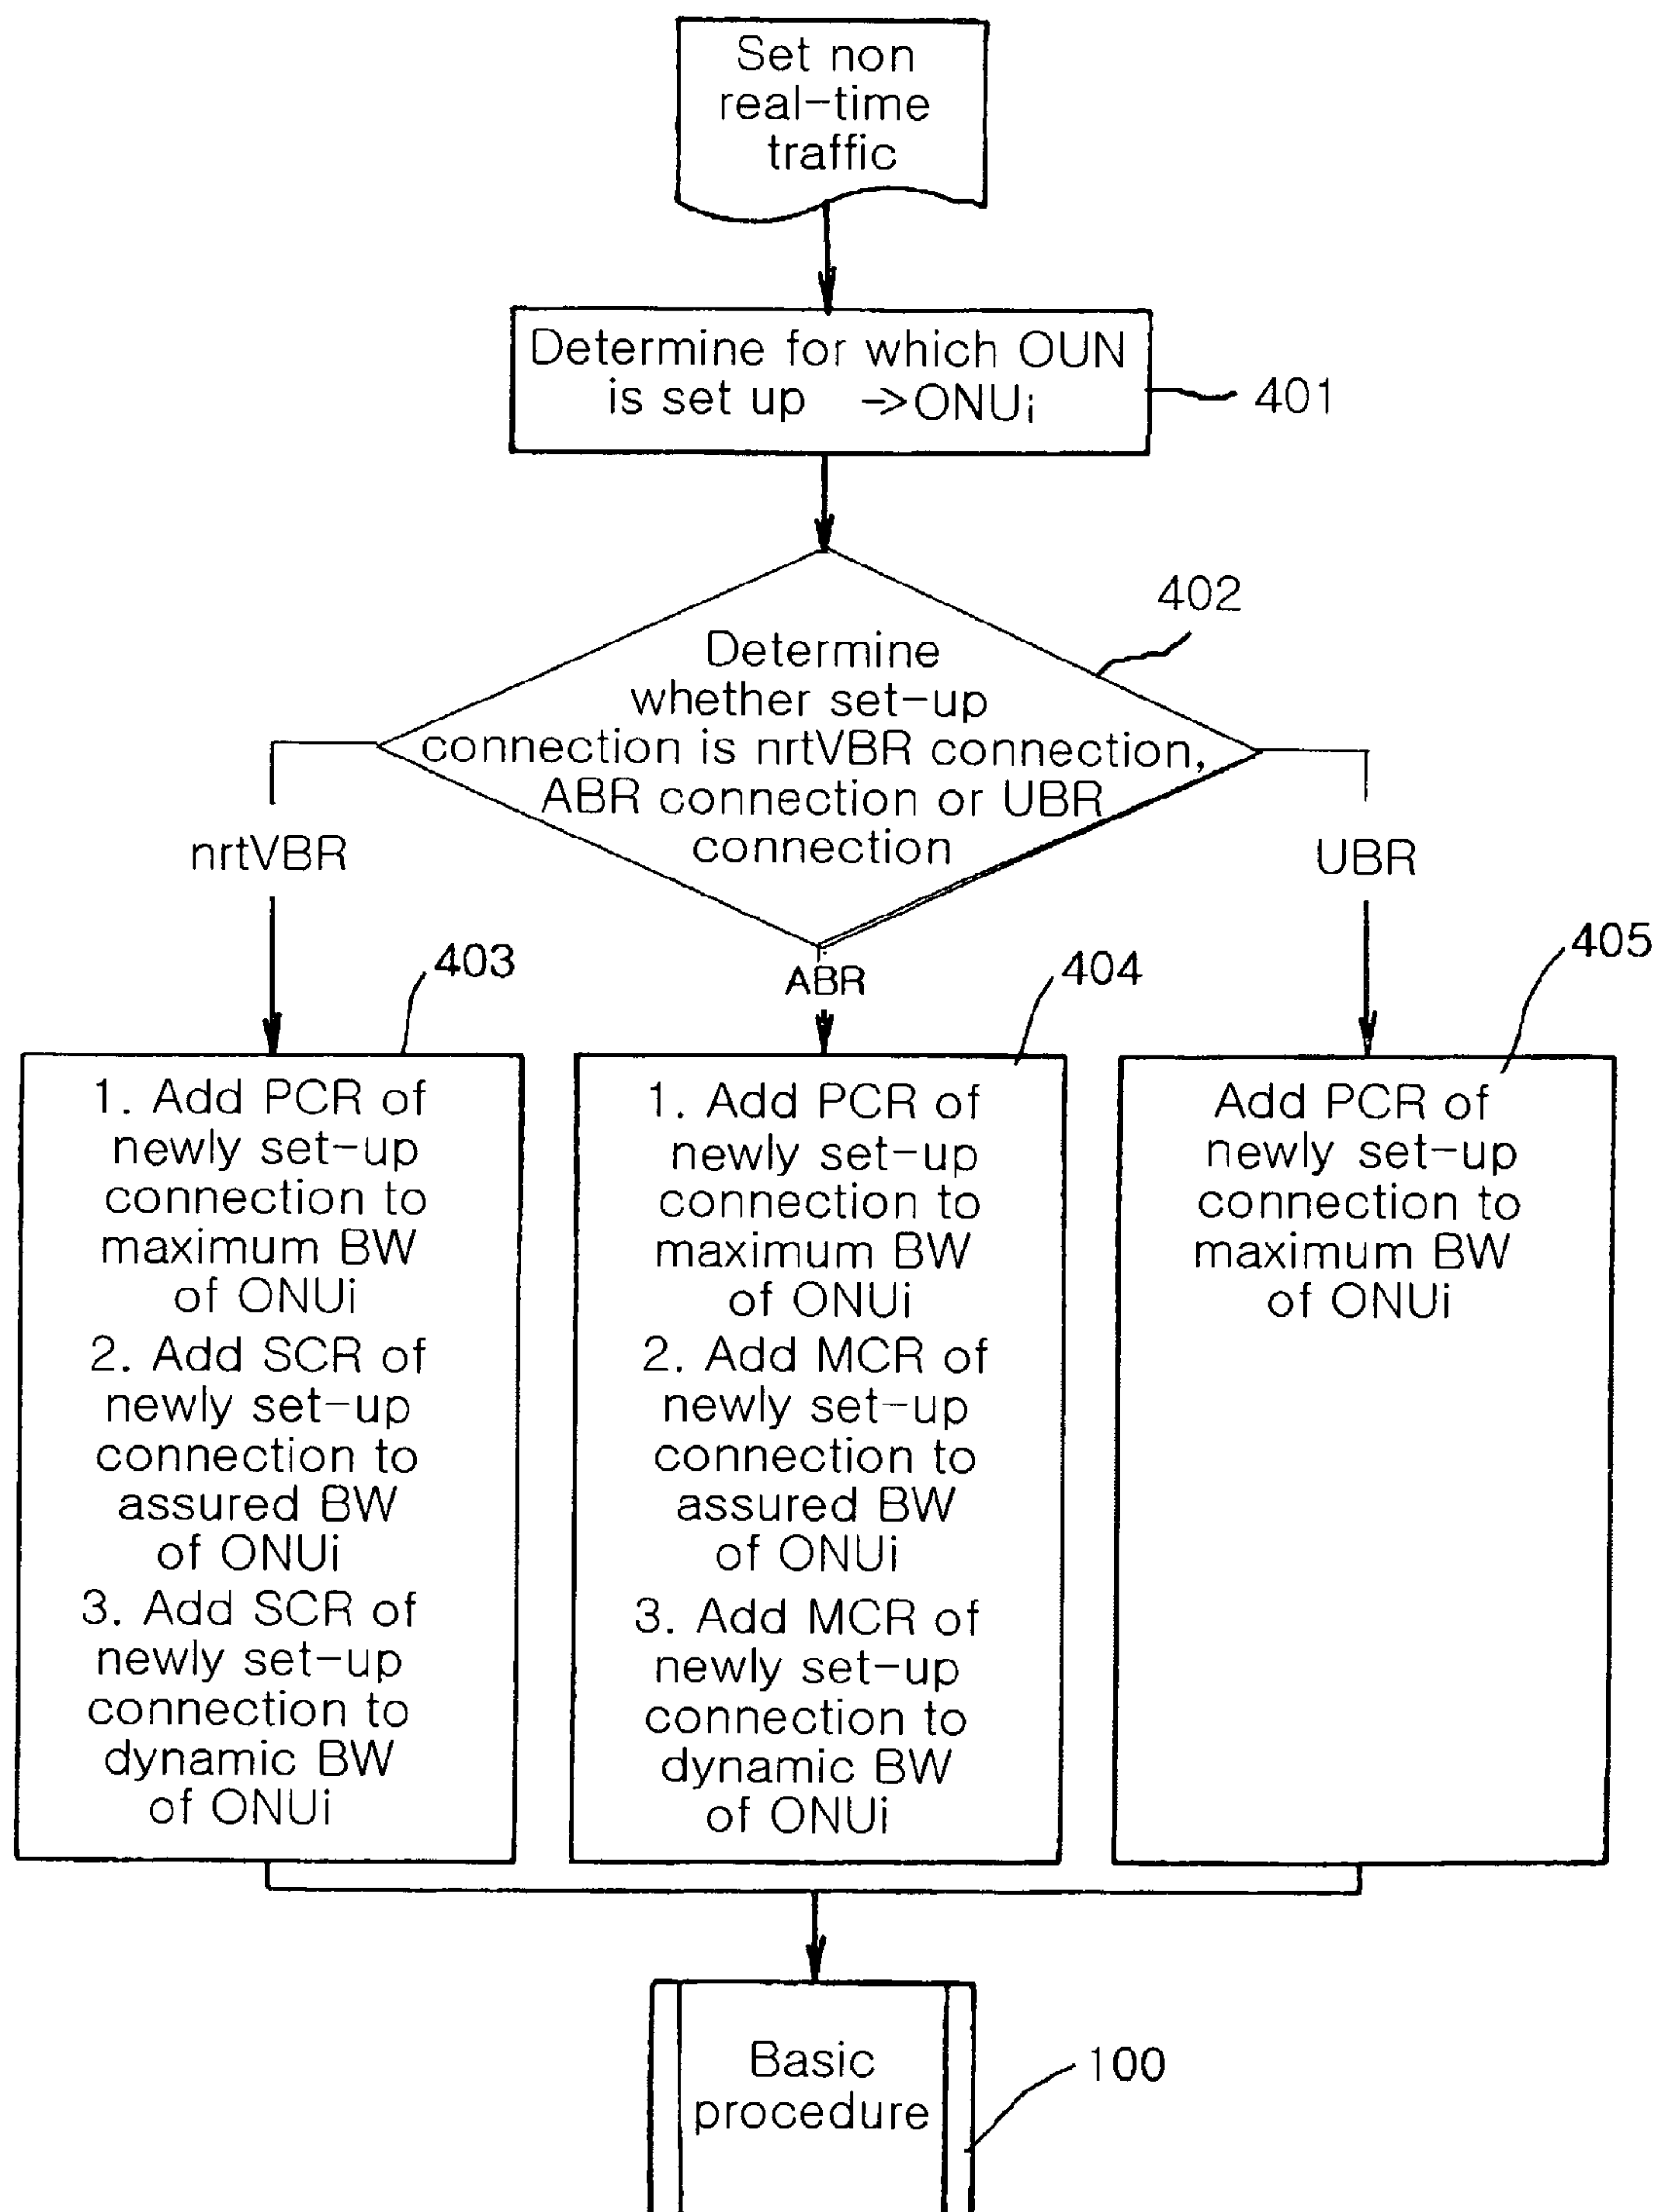 Set non
real-time
traffic
Determine for which OUN
is set up ->ONUi
401
402
Determine
whether set-up
connection is nrtVBR connection,
ABR connection or UBR
connection
nrtVBR
ABR
UBR
403
1. Add PCR of
newly set-up
connection to
maximum BW
of ONUi
2. Add SCR of
newly set-up
connection to
assured BW
of ONUi
3. Add SCR of
newly set-up
connection to
dynamic BW
of ONUi
404
1. Add PCR of
newly set-up
connection to
maximum BW
of ONUi
2. Add MCR of
newly set-up
connection to
assured BW
of ONUi
3. Add MCR of
newly set-up
connection to
dynamic BW
of ONUi
405
Add PCR of
newly set-up
connection to
maximum BW
of ONUi
Basic
procedure
100